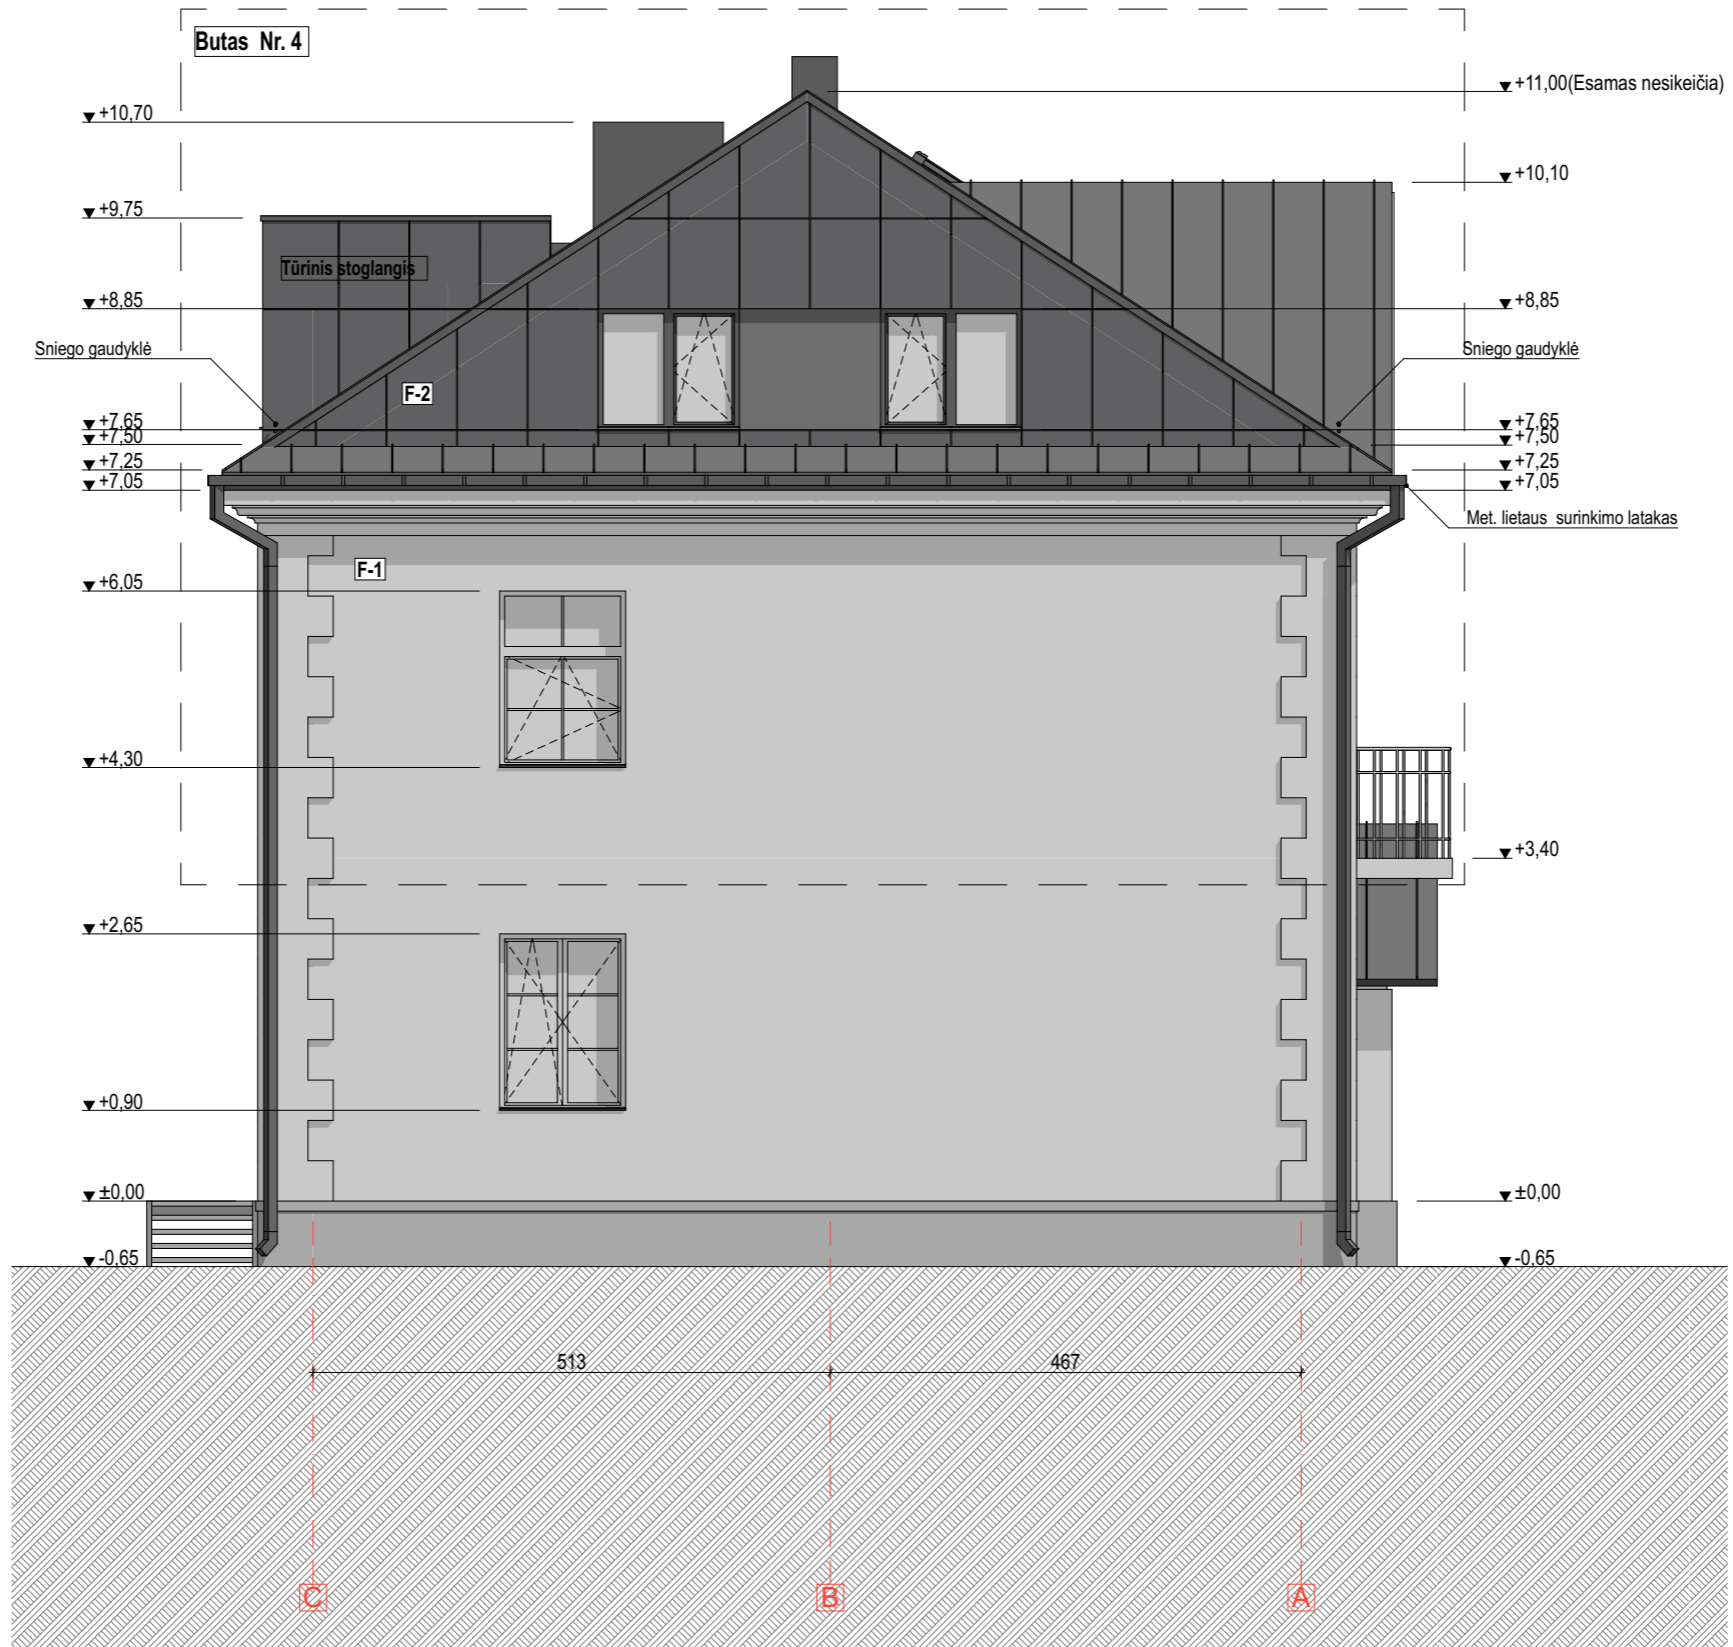 Butas Nr. 4
+11,00(Esamas nesikeičia)
+10,70
+10,10
+9,75
Tūrinis stoglangis
+8,85
+8,85
Sniego gaudyklė
Sniego gaudyklė
F-2
+7,65
+7,65
+7,50
+7,50
+7,25
+7,25
+7,05
+7,05
Met. lietaus surinkimo latakas
F-1
+6,05
+4,30
+3,40
+2,65
+0,90
±0,00
±0,00
-0,65
-0,65
513
467
C
B
A